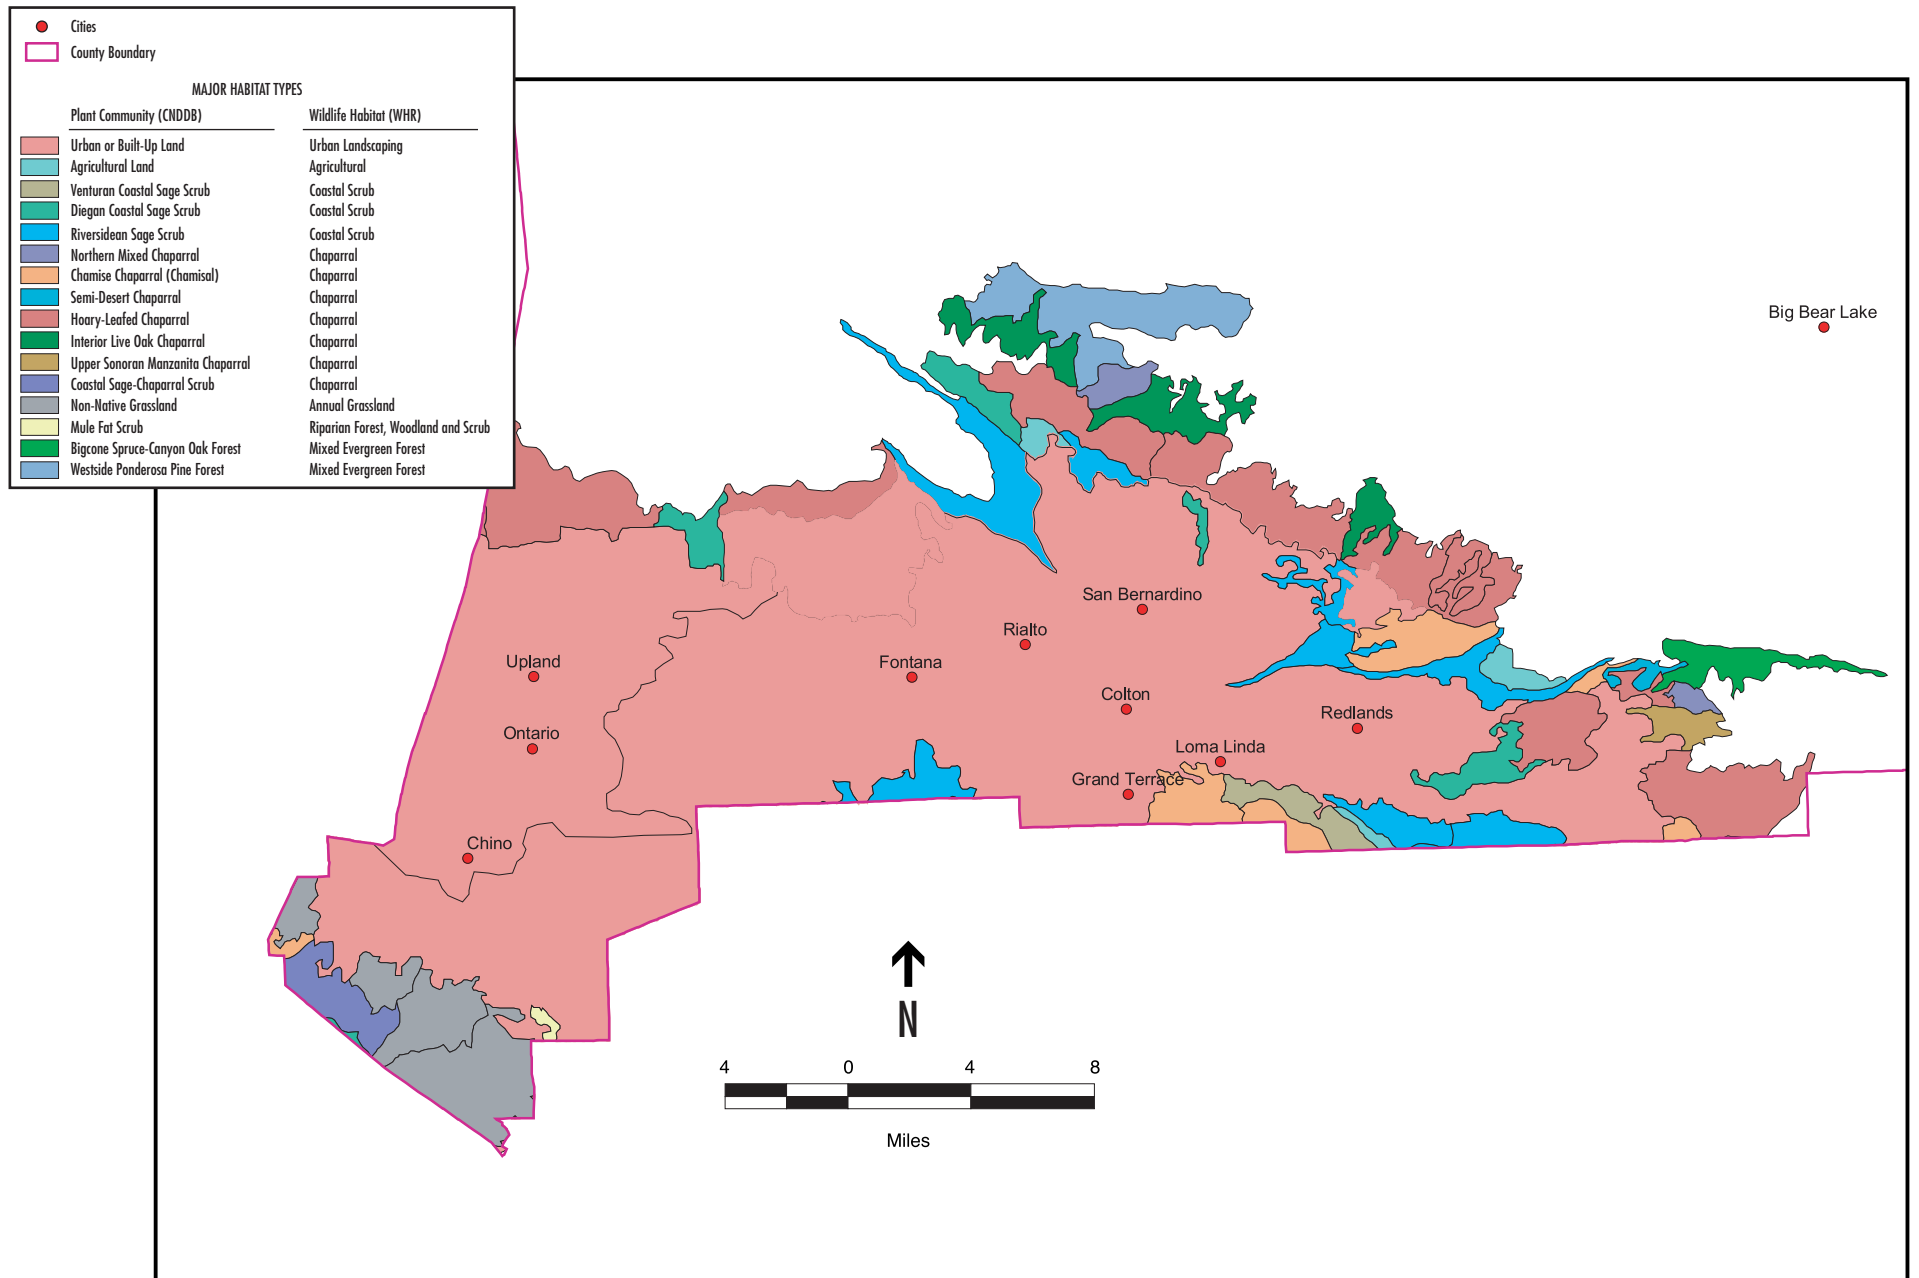 Cities
County Boundary
MAJOR HABITAT TYPES
Plant Community (CNDDB) Wildlife Habitat (WHR)
Urban or Built-Up Land Urban Landscaping
Agricultural Land Agricultural
Venturan Coastal Sage Scrub Coastal Scrub
Diegan Coastal Sage Scrub Coastal Scrub
Riversidean Sage Scrub Coastal Scrub
Northern Mixed Chaparral Chaparral
Chamise Chaparral (Chamisal) Chaparral
Semi-Desert Chaparral Chaparral
Hoary-Leafed Chaparral Chaparral
Interior Live Oak Chaparral Chaparral
Upper Sonoran Manzanita Chaparral Chaparral
Coastal Sage-Chaparral Scrub Chaparral
Non-Native Grassland Annual Grassland
Mule Fat Scrub Riparian Forest, Woodland and Scrub
Bigcone Spruce-Canyon Oak Forest Mixed Evergreen Forest
Westside Ponderosa Pine Forest Mixed Evergreen Forest
Big Bear Lake
San Bernardino
Rialto
Upland
Fontana
Colton
Redlands
Ontario
Loma Linda
Grand Terrace
Chino
N
4 0 4 8
Miles